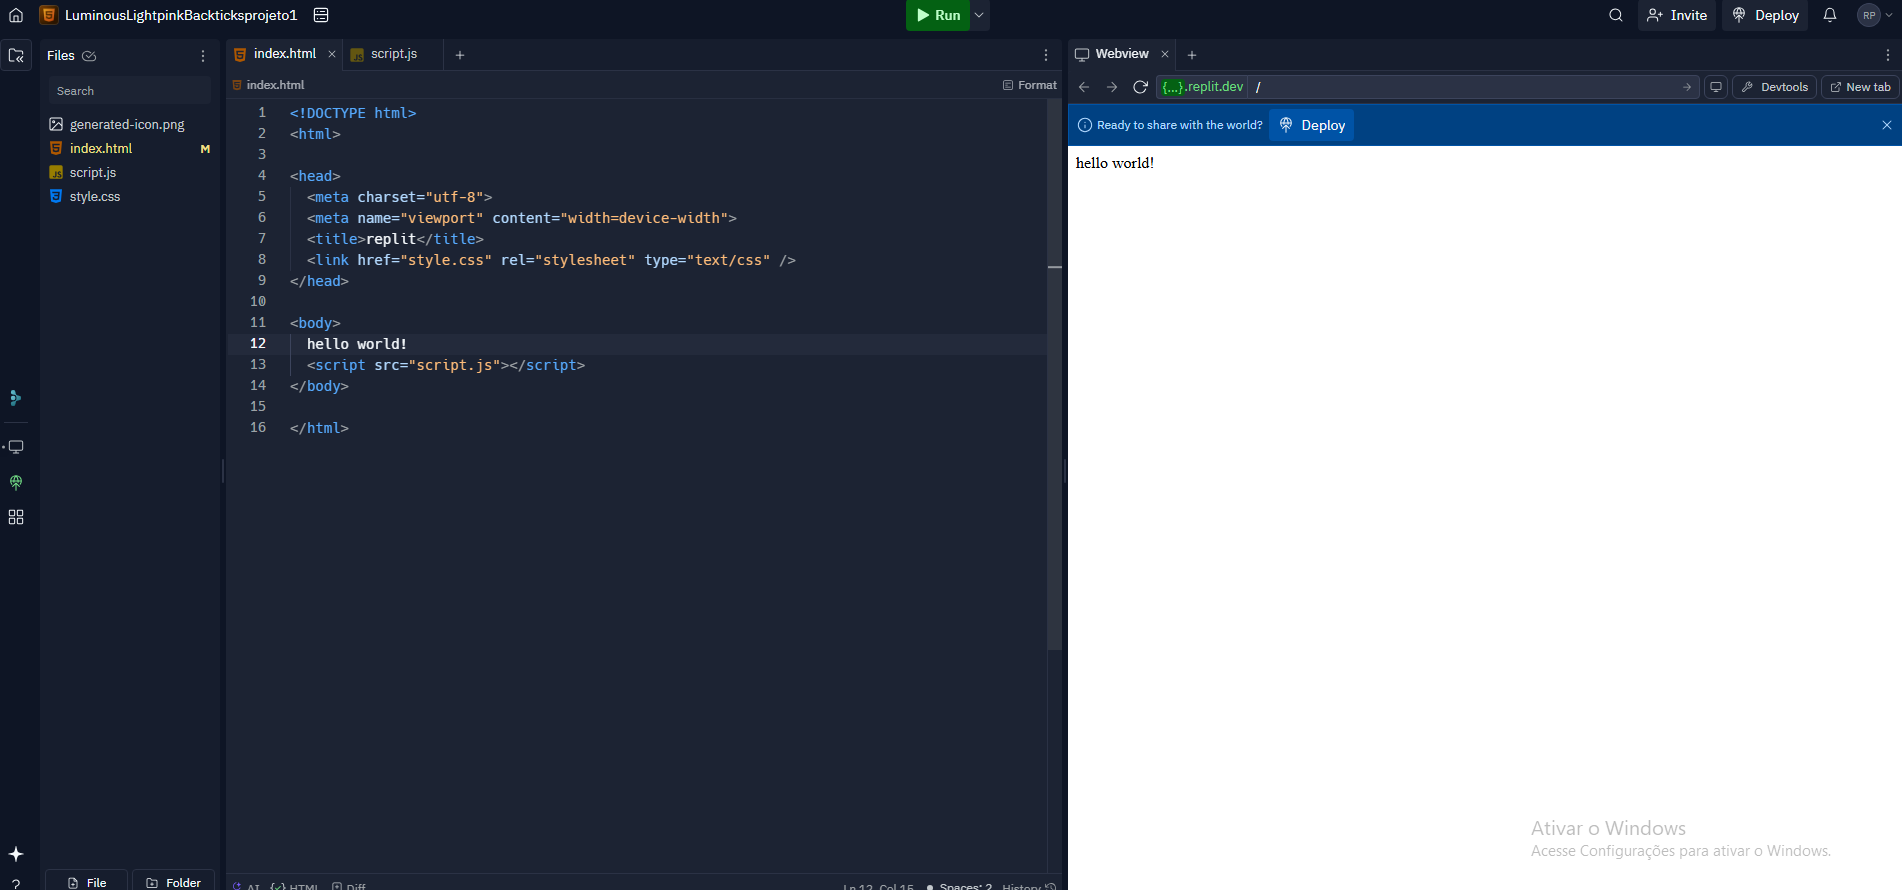 LuminousLightpinkBackticksprojeto1
Run
Invite
Deploy
RP
Files
Search
generated-icon.png
index.html M
script.js
style.css
File
Folder
index.html
script.js
index.html
Format
1 <!DOCTYPE html>
2 <html>
3
4 <head>
5 <meta charset="utf-8">
6 <meta name="viewport" content="width=device-width">
7 <title>replit</title>
8 <link href="style.css" rel="stylesheet" type="text/css" />
9 </head>
10
11 <body>
12 hello world!
13 <script src="script.js"></script>
14 </body>
15
16 </html>
AI
HTML
Diff
Ln 12, Col 15
Spaces: 2
History
Webview
{...}.replit.dev /
Devtools
New tab
Ready to share with the world?
Deploy
hello world!
Ativar o Windows
Acesse Configurações para ativar o Windows.